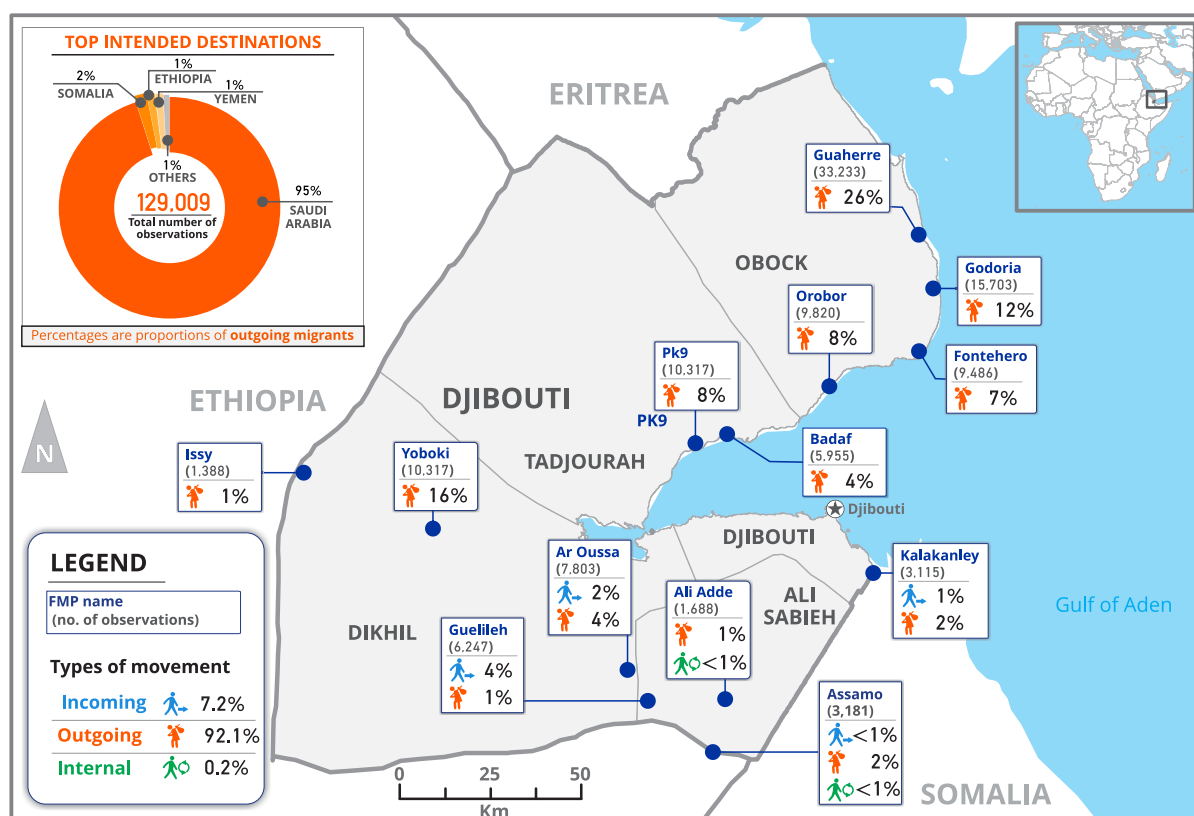 TOP INTENDED DESTINATIONS
1%
ETHIOPIA
2%
SOMALIA
1%
YEMEN
1%
OTHERS
129,009
Total number of
observations
95%
SAUDI
ARABIA
Percentages are proportions of outgoing migrants
ERITREA
Guaherre
(33,233)
26%
OBOCK
Godoria
(15,703)
12%
Orobor
(9.820)
8%
Fontehero
(9,486)
7%
Pk9
(10.317)
8%
PK9
ETHIOPIA
DJIBOUTI
N
Badaf
(5.955)
4%
Issy
(1,388)
1%
Yoboki
(10,317)
16%
TADJOURAH
Djibouti
DJIBOUTI
Ar Oussa
(7.803)
2%
4%
Kalakanley
(3,115)
1%
2%
Ali Adde
(1.688)
1%
<1%
ALI
SABIEH
Gulf of Aden
DIKHIL
Guelileh
(6,247)
4%
1%
Assamo
(3,181)
<1%
2%
<1%
SOMALIA
LEGEND
FMP name
(no. of observations)
Types of movement
Incoming 7.2%
Outgoing 92.1%
Internal 0.2%
0 25 50
Km